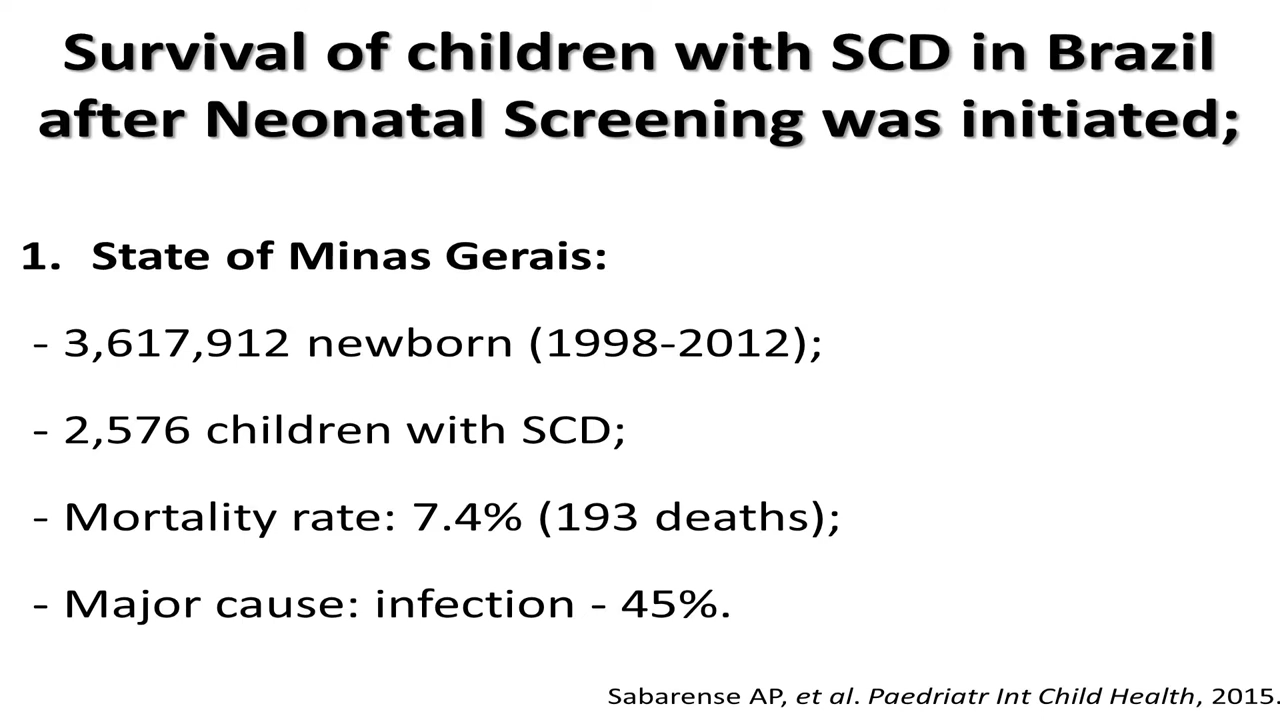 Survival of children with SCD in Brazil
after Neonatal Screening was initiated;
1. State of Minas Gerais:
- 3,617,912 newborn (1998-2012);
- 2,576 children with SCD;
- Mortality rate: 7.4% (193 deaths);
- Major cause: infection - 45%.
Sabarense AP, et al. Paedriatr Int Child Health, 2015.